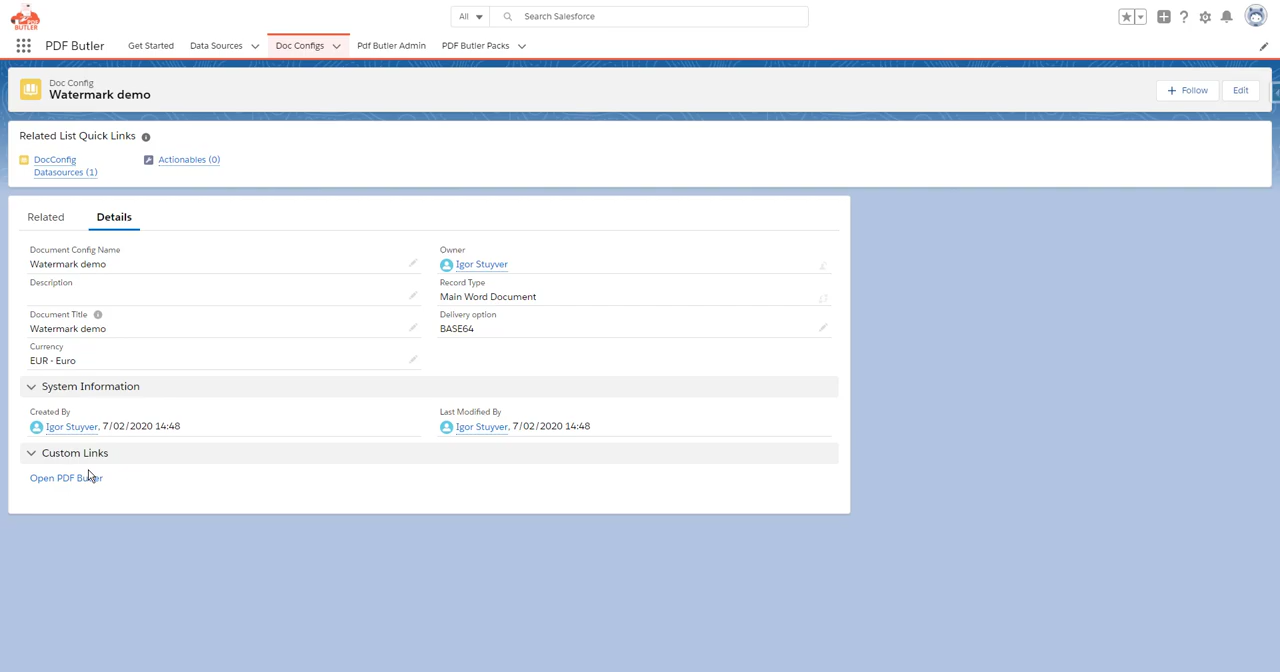 BUTLER
All
Search Salesforce
PDF Butler
Get Started
Data Sources
Doc Configs
Pdf Butler Admin
PDF Butler Packs
Doc Config
Watermark demo
Follow
Edit
Related List Quick Links
DocConfig
Datasources (1)
Actionables (0)
Related
Details
Document Config Name
Watermark demo
Owner
Igor Stuyver
Description
Record Type
Main Word Document
Document Title
Watermark demo
Delivery option
BASE64
Currency
EUR - Euro
System Information
Created By
Igor Stuyver, 7/02/2020 14:48
Last Modified By
Igor Stuyver, 7/02/2020 14:48
Custom Links
Open PDF Butler